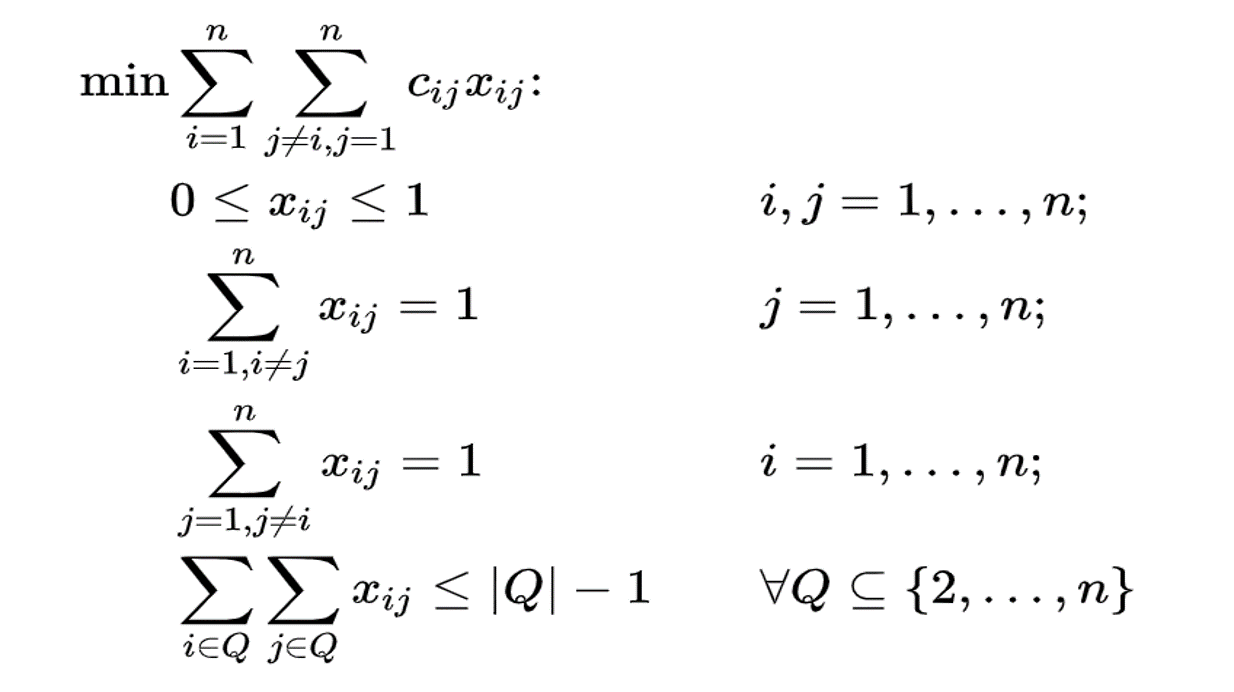 min ∑_{i=1}^{n} ∑_{j≠i,j=1}^{n} c_{ij}x_{ij}:
0 ≤ x_{ij} ≤ 1 i, j = 1, . . . , n;
∑_{i=1,i≠j}^{n} x_{ij} = 1 j = 1, . . . , n;
∑_{j=1,j≠i}^{n} x_{ij} = 1 i = 1, . . . , n;
∑_{i∈Q} ∑_{j∈Q} x_{ij} ≤ |Q| − 1 ∀Q ⊆ {2, . . . , n}